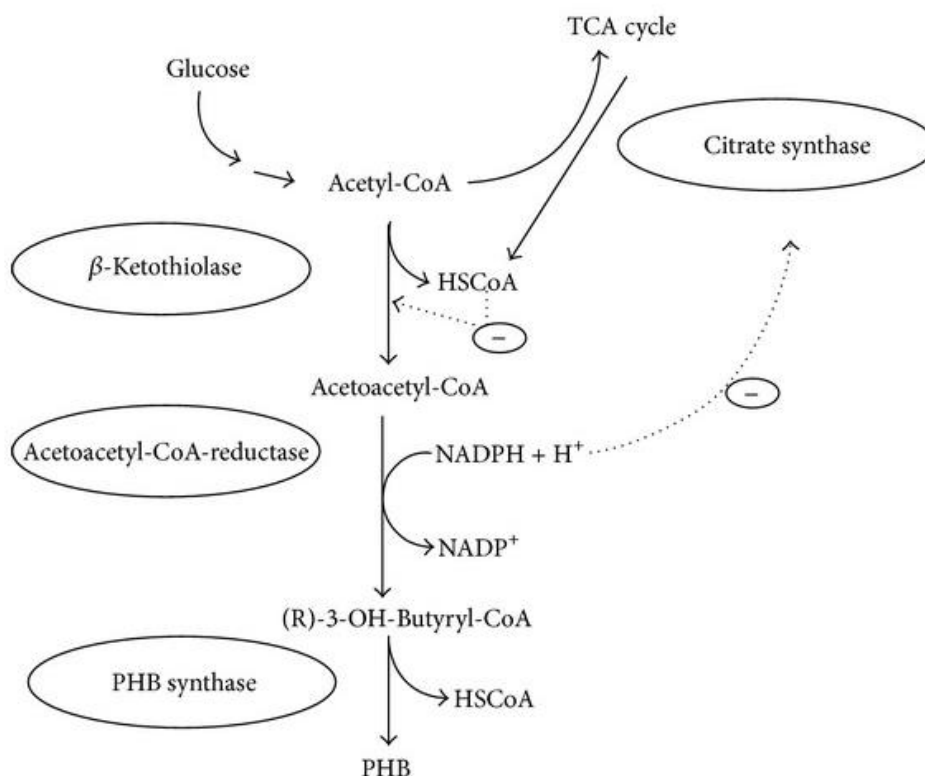 TCA cycle
Glucose
Citrate synthase
Acetyl-CoA
β-Ketothiolase
HSCoA
−
Acetoacetyl-CoA
−
Acetoacetyl-CoA-reductase
NADPH + H⁺
NADP⁺
(R)-3-OH-Butyryl-CoA
PHB synthase
HSCoA
PHB